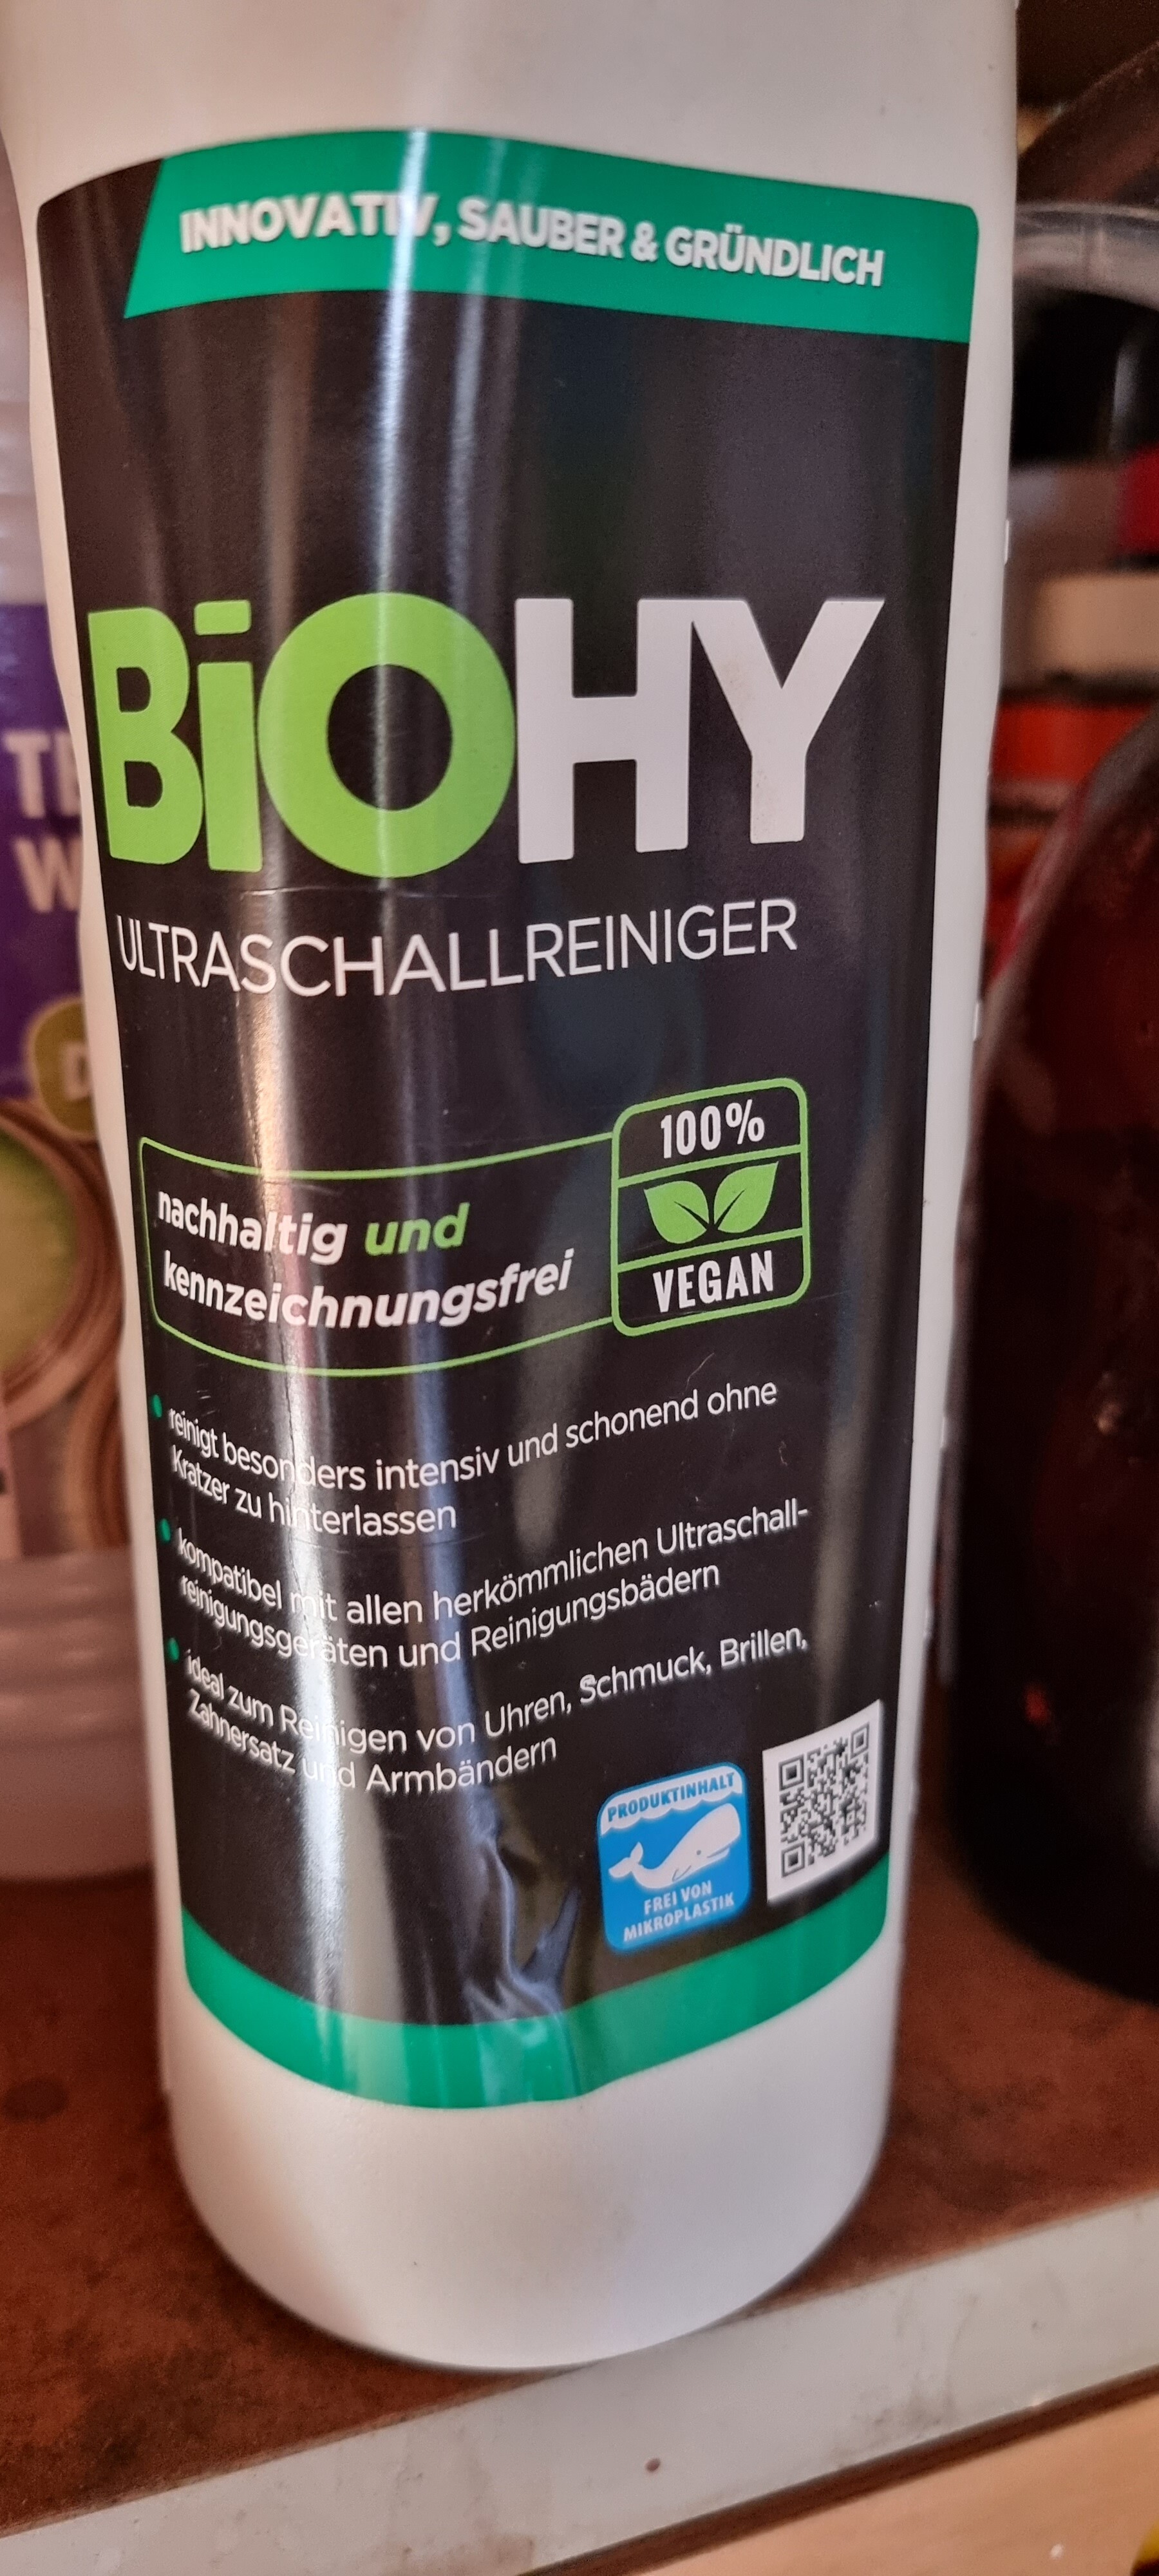 INNOVATIV, SAUBER & GRÜNDLICH
BiOHY
ULTRASCHALLREINIGER
100%
VEGAN
nachhaltig und
kennzeichnungsfrei
reinigt besonders intensiv und schonend ohne
Kratzer zu hinterlassen
kompatibel mit allen herkömmlichen Ultraschall-
reinigungsgeräten und Reinigungsbädern
ideal zum Reinigen von Uhren, Schmuck, Brillen,
Zahnersatz und Armbändern
PRODUKTINHALT
FREI VON
MIKROPLASTIK